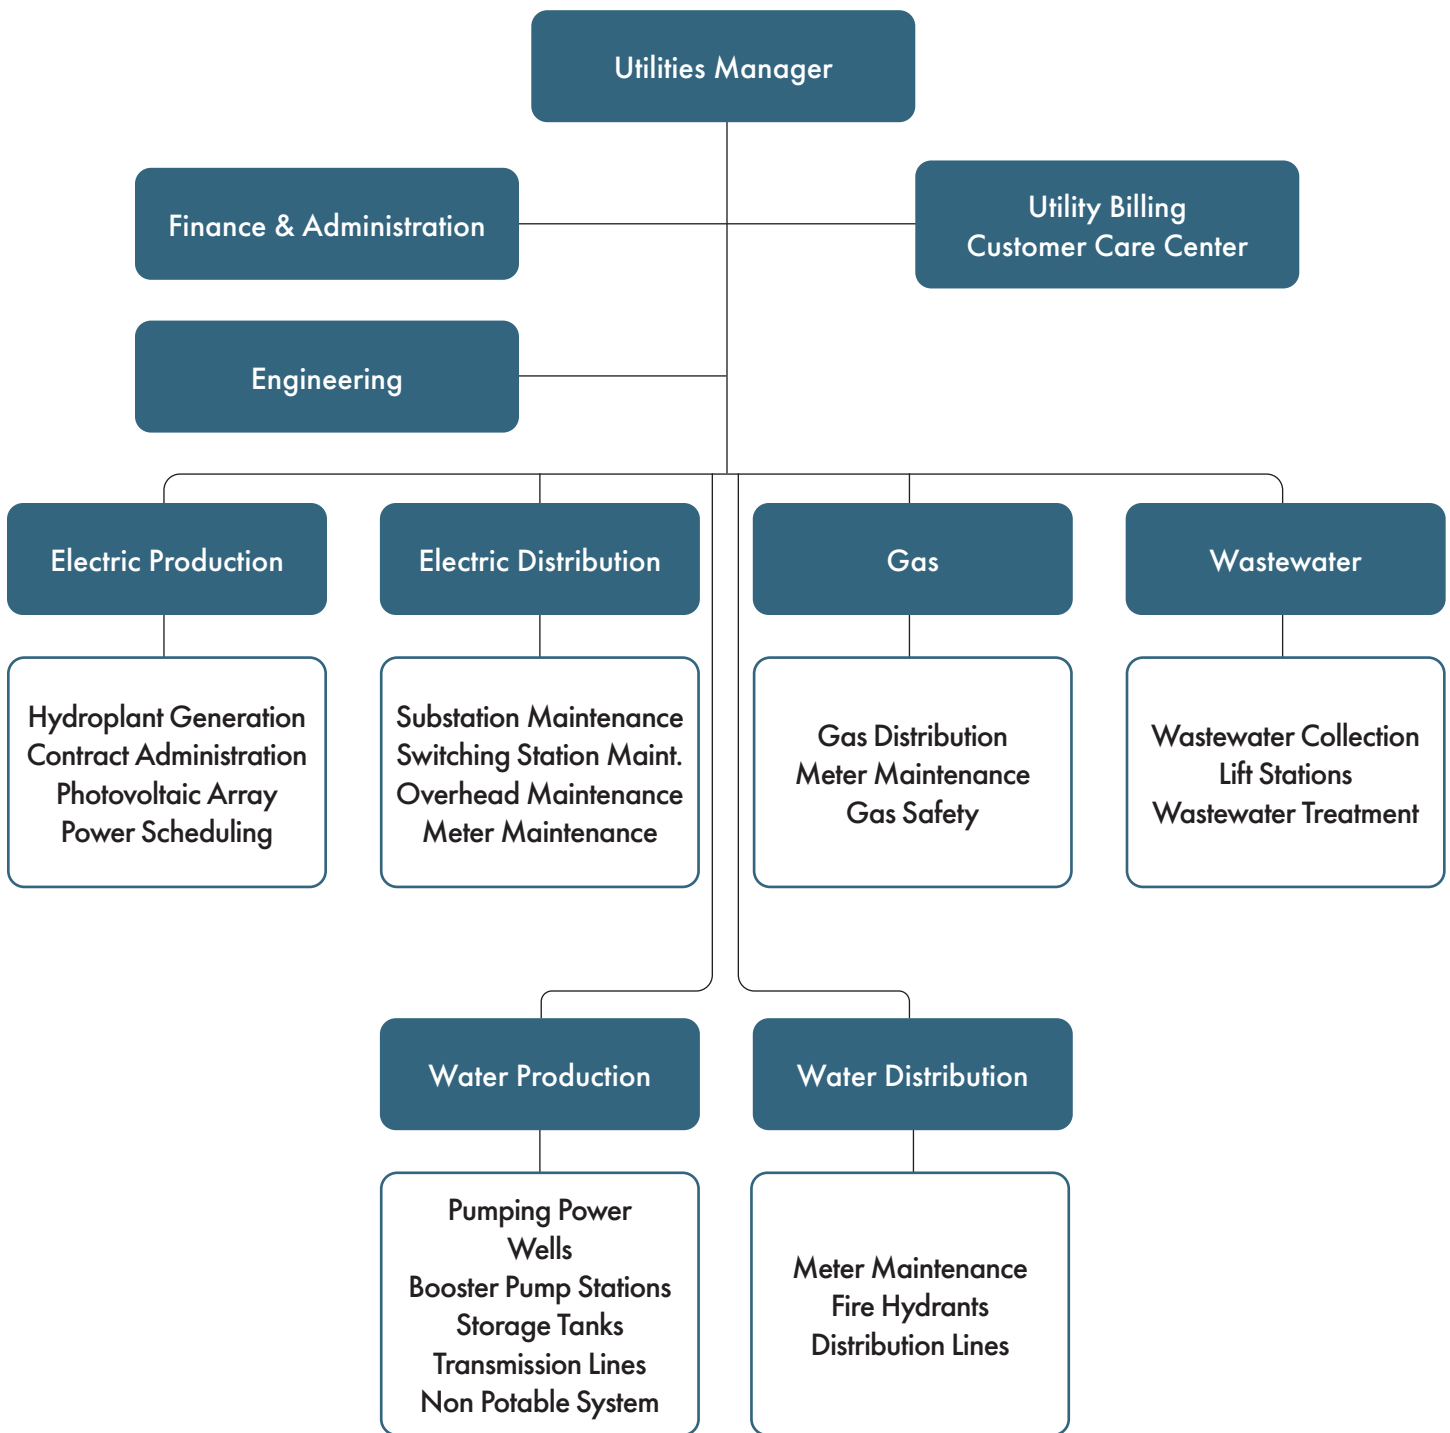 Utilities Manager
Finance & Administration
Utility Billing
Customer Care Center
Engineering
Electric Production
Electric Distribution
Gas
Wastewater
Hydroplant Generation
Contract Administration
Photovoltaic Array
Power Scheduling
Substation Maintenance
Switching Station Maint.
Overhead Maintenance
Meter Maintenance
Gas Distribution
Meter Maintenance
Gas Safety
Wastewater Collection
Lift Stations
Wastewater Treatment
Water Production
Water Distribution
Pumping Power
Wells
Booster Pump Stations
Storage Tanks
Transmission Lines
Non Potable System
Meter Maintenance
Fire Hydrants
Distribution Lines